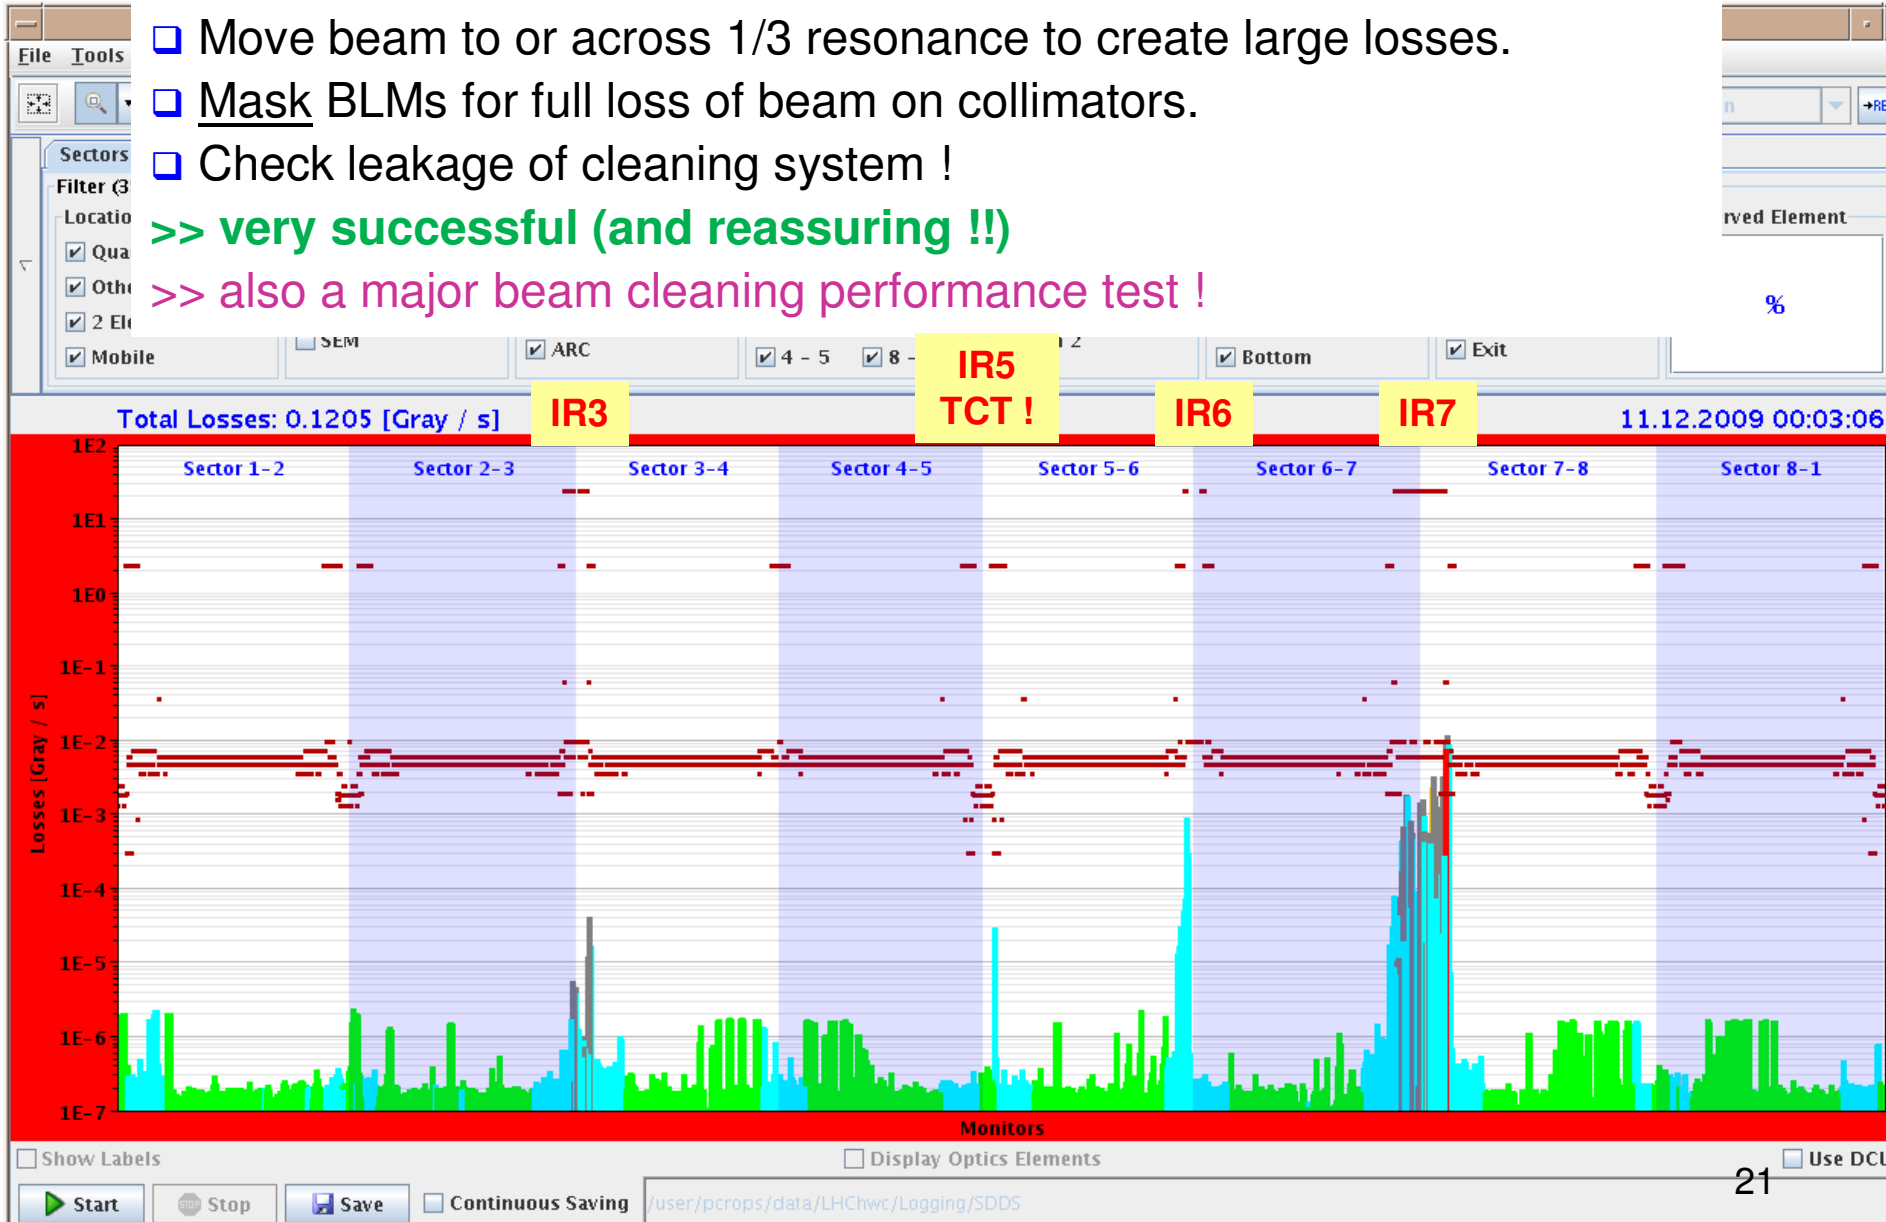 ❑ Move beam to or across 1/3 resonance to create large losses.
❑ Mask BLMs for full loss of beam on collimators.
❑ Check leakage of cleaning system !
>> very successful (and reassuring !!)
>> also a major beam cleaning performance test !
File Tools
Sectors
Filter (3
Locatio
Qua
Othe
2 Ele
Mobile
SEM
ARC
4 - 5
8 -
2
Bottom
Exit
rved Element
%
n
→RE
IR3
IR5
TCT !
IR6
IR7
Total Losses: 0.1205 [Gray / s]
11.12.2009 00:03:06
Sector 1-2
Sector 2-3
Sector 3-4
Sector 4-5
Sector 5-6
Sector 6-7
Sector 7-8
Sector 8-1
1E2
1E1
1E0
1E-1
1E-2
1E-3
1E-4
1E-5
1E-6
1E-7
Losses [Gray / s]
Monitors
Show Labels
Display Optics Elements
Use DCU
21
Start
STOP Stop
Save
Continuous Saving
/user/pcrops/data/LHChwc/Logging/SDDS